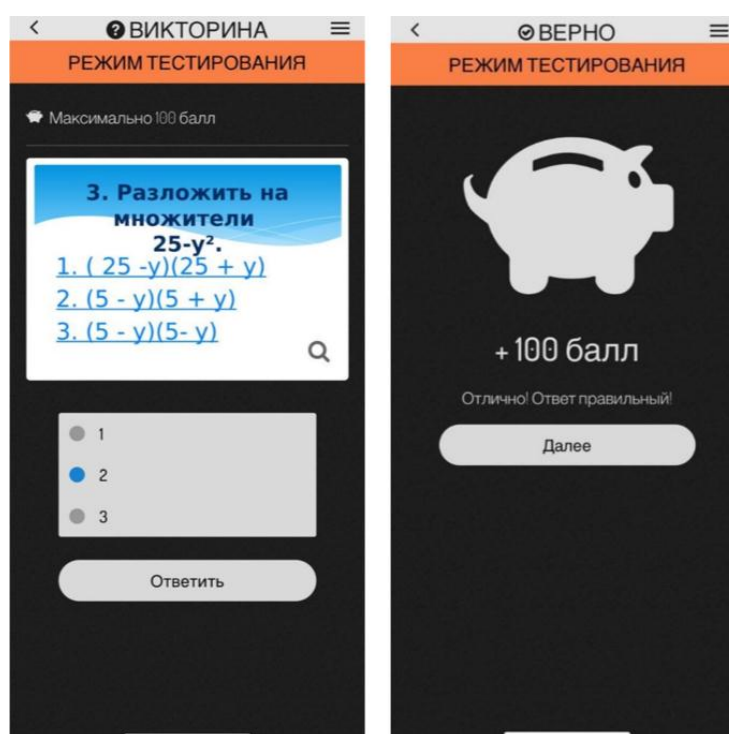 ВИКТОРИНА
РЕЖИМ ТЕСТИРОВАНИЯ
Максимально 100 балл
3. Разложить на
множители
25-y².
1. ( 25 -y)(25 + y)
2. (5 - y)(5 + y)
3. (5 - y)(5- y)
1
2
3
Ответить
ВЕРНО
РЕЖИМ ТЕСТИРОВАНИЯ
+ 100 балл
Отлично! Ответ правильный!
Далее